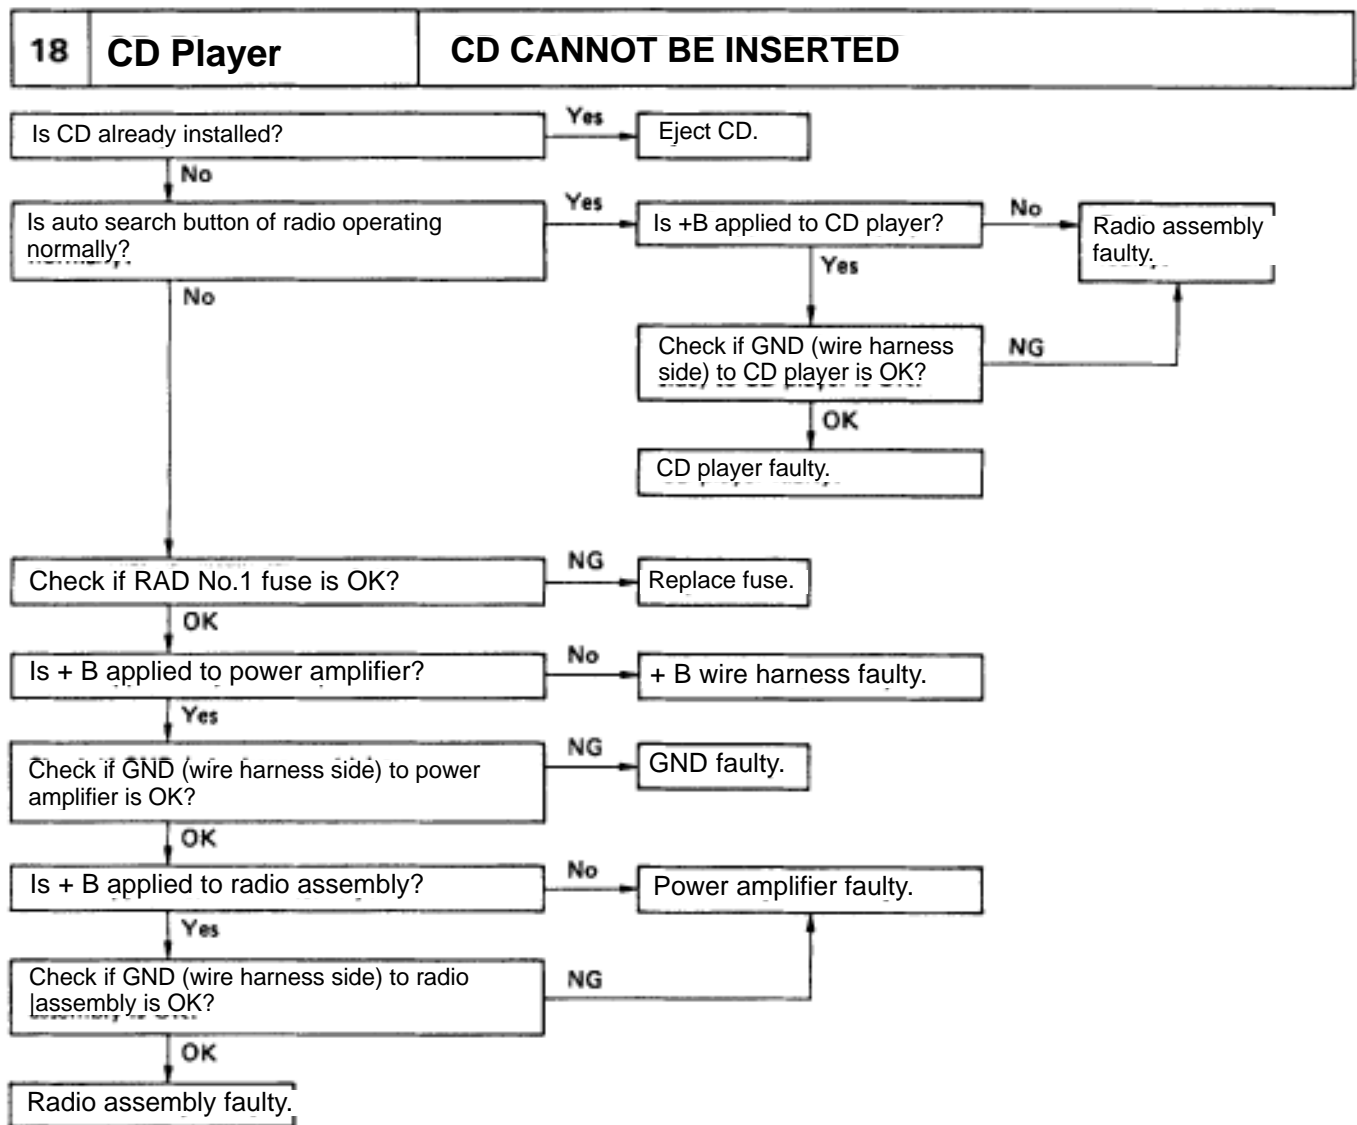 18 CD Player CD CANNOT BE INSERTED
Is CD already installed?
Yes
Eject CD.
No
Is auto search button of radio operating
normally?
Yes
Is +B applied to CD player?
No
Radio assembly
faulty.
Yes
No
Check if GND (wire harness
side) to CD player is OK?
NG
OK
CD player faulty.
Check if RAD No.1 fuse is OK?
NG
Replace fuse.
OK
Is + B applied to power amplifier?
No
+ B wire harness faulty.
Yes
Check if GND (wire harness side) to power
amplifier is OK?
NG
GND faulty.
OK
Is + B applied to radio assembly?
No
Power amplifier faulty.
Yes
Check if GND (wire harness side) to radio
assembly is OK?
NG
OK
Radio assembly faulty.